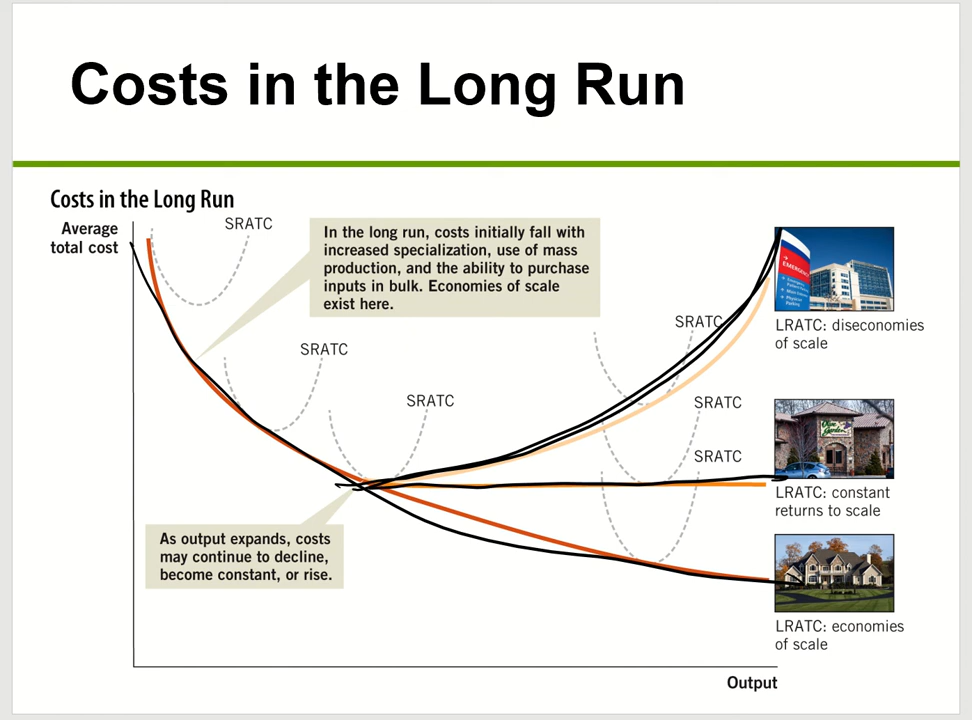 Costs in the Long Run
Costs in the Long Run
Average
total cost
SRATC
In the long run, costs initially fall with
increased specialization, use of mass
production, and the ability to purchase
inputs in bulk. Economies of scale
exist here.
SRATC
SRATC
SRATC
SRATC
SRATC
EMERGENCY
LRATC: diseconomies
of scale
LRATC: constant
returns to scale
As output expands, costs
may continue to decline,
become constant, or rise.
LRATC: economies
of scale
Output